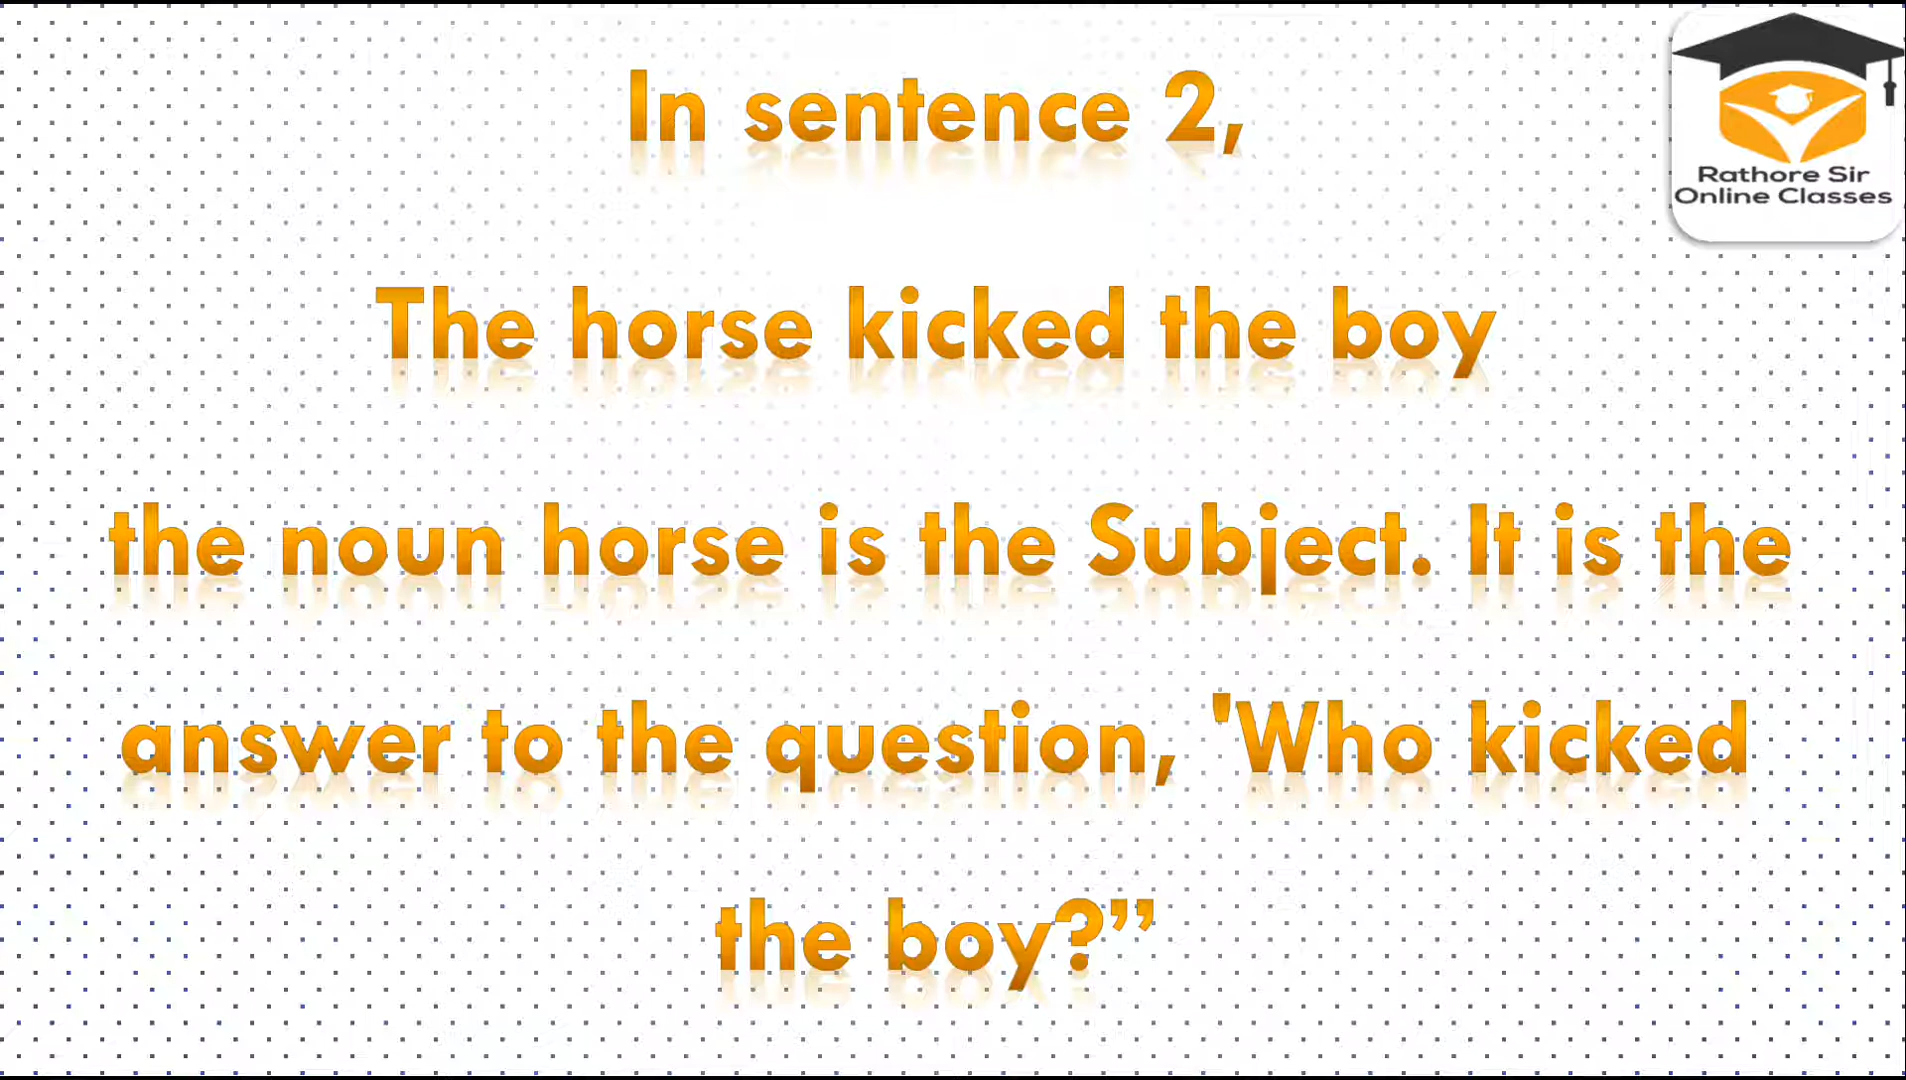 In sentence 2,
Rathore Sir
Online Classes
The horse kicked the boy
the noun horse is the Subject. It is the
answer to the question, 'Who kicked
the boy?”